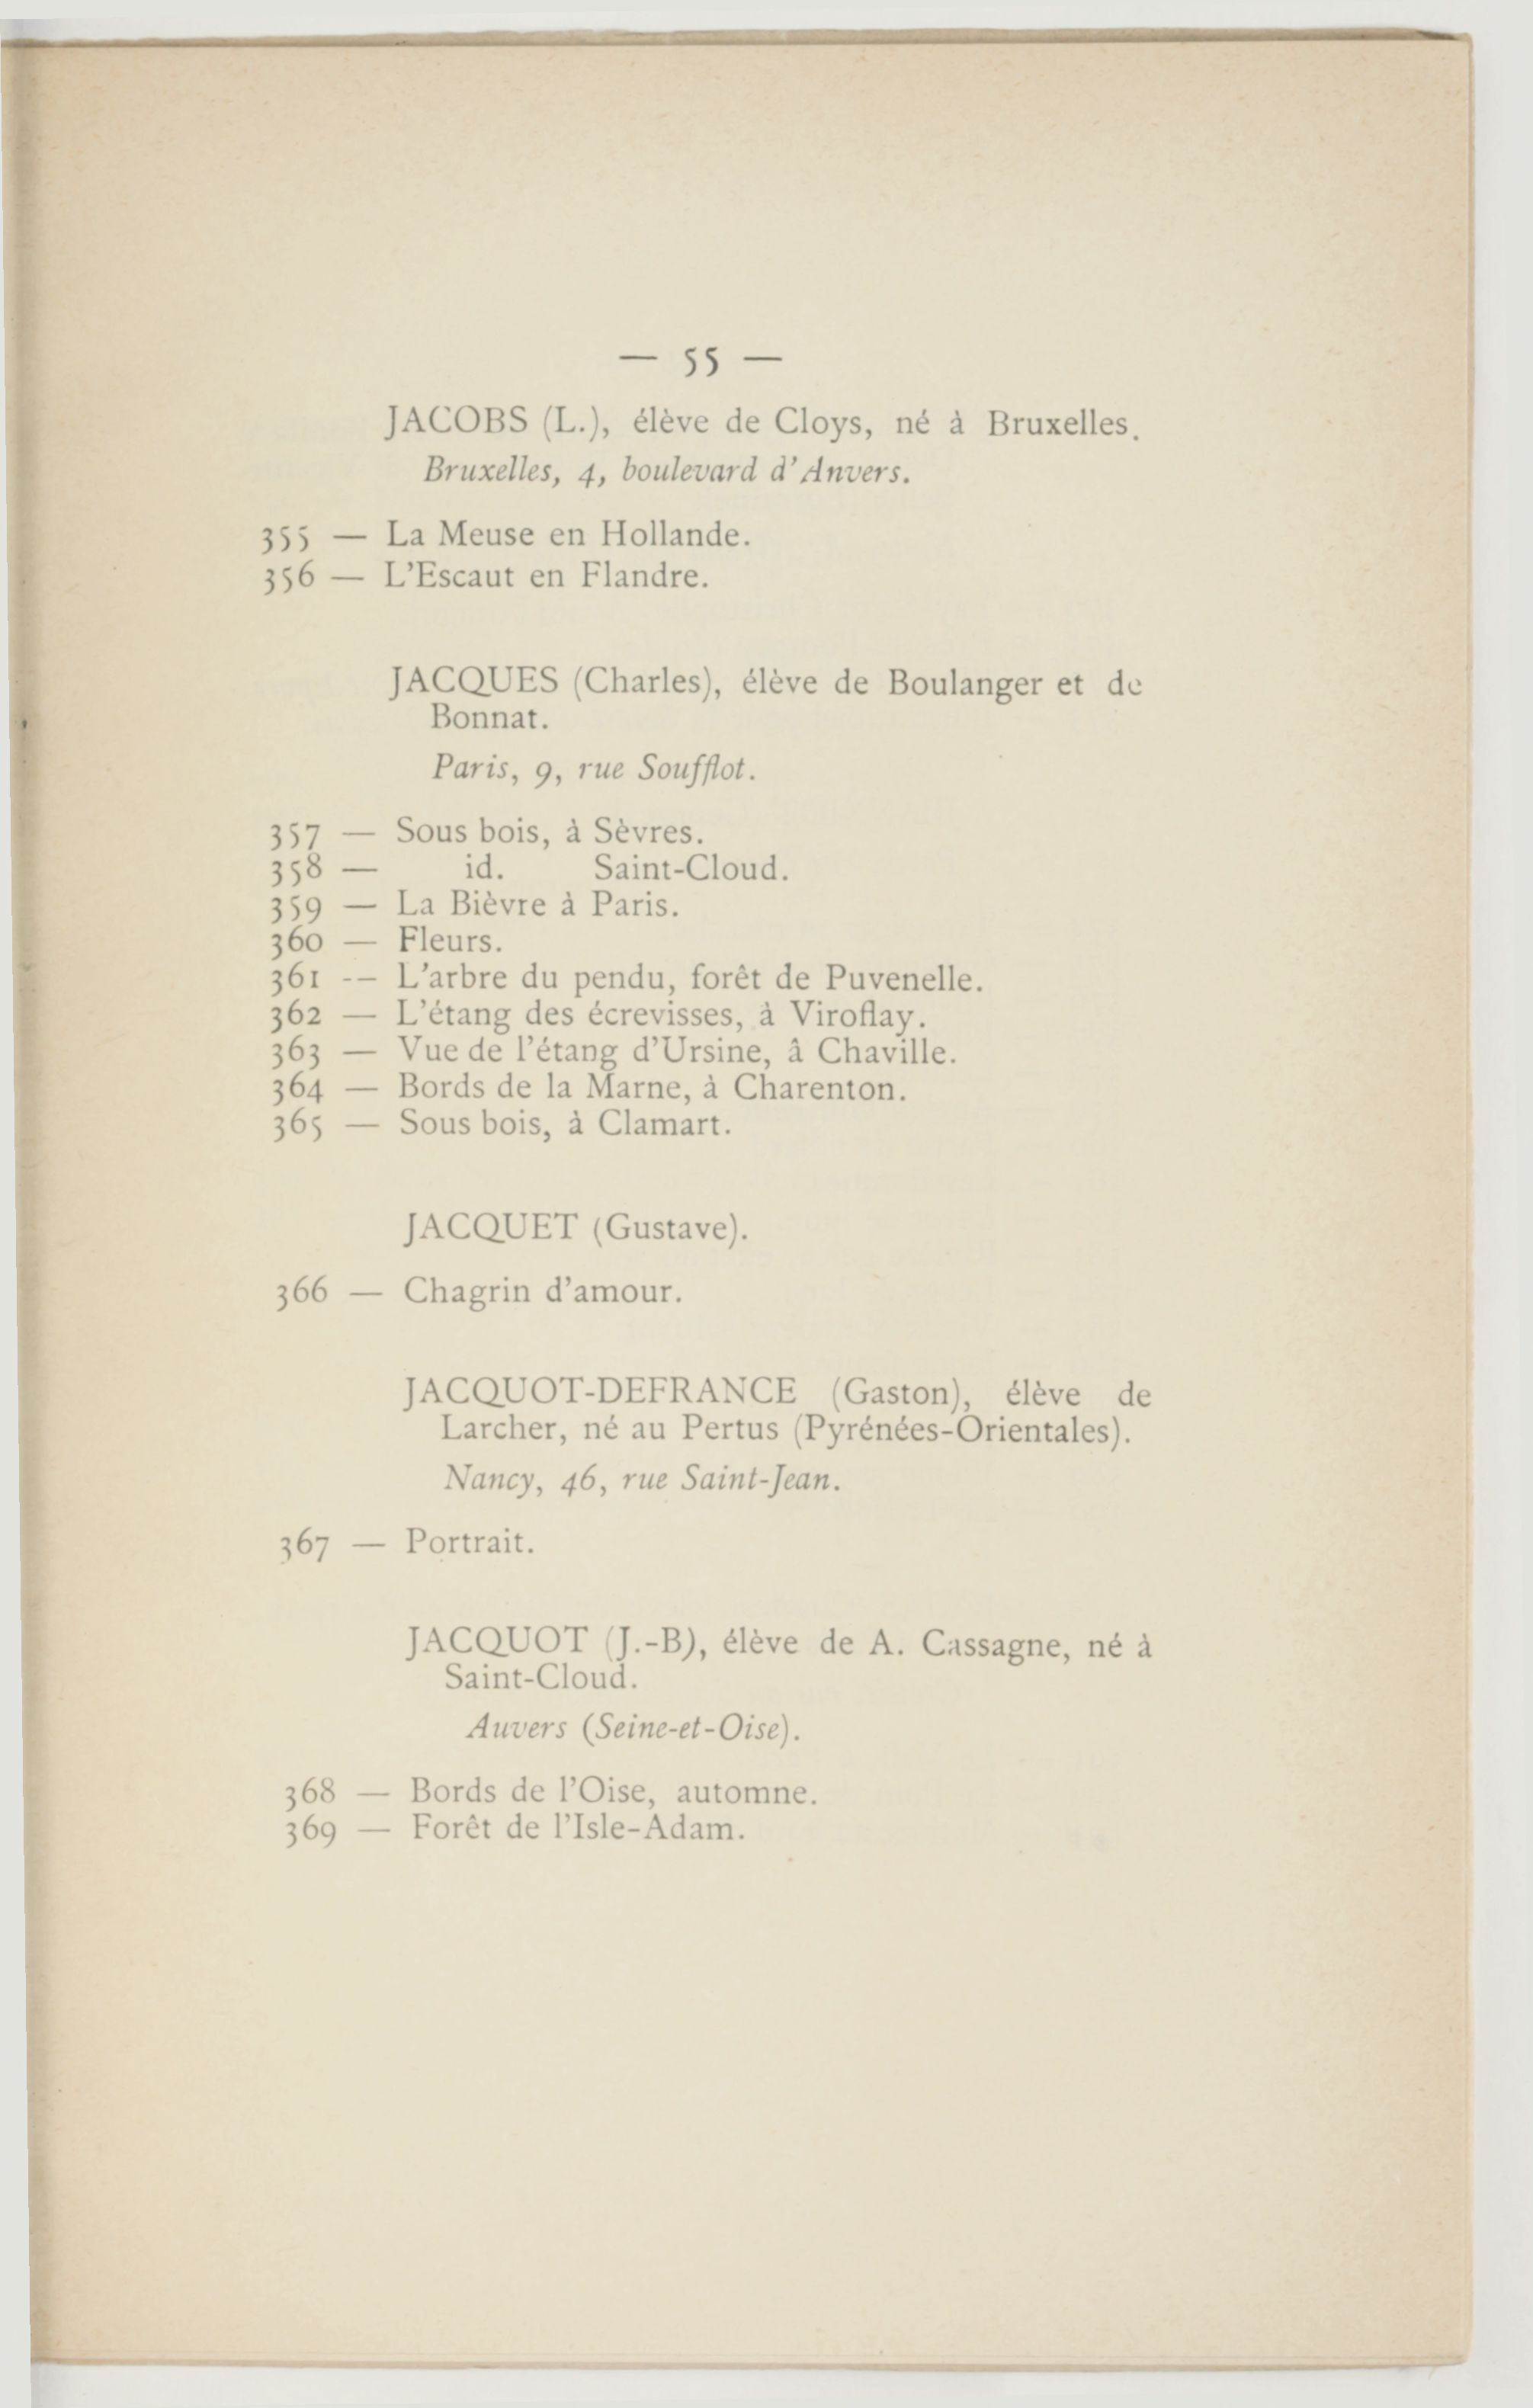 — 55 —
JACOBS (L.), élève de Cloys, né à Bruxelles.
Bruxelles, 4, boulevard d'Anvers.
355 — La Meuse en Hollande.
356 — L'Escaut en Flandre.
JACQUES (Charles), élève de Boulanger et de
Bonnat.
Paris, 9, rue Soufflot.
357 — Sous bois, à Sèvres.
358 — id. Saint-Cloud.
359 — La Bièvre à Paris.
360 — Fleurs.
361 -- L'arbre du pendu, forêt de Puvenelle.
362 — L'étang des écrevisses, à Viroflay.
363 — Vue de l'étang d'Ursine, â Chaville.
364 — Bords de la Marne, à Charenton.
365 — Sous bois, à Clamart.
JACQUET (Gustave).
366 — Chagrin d'amour.
JACQUOT-DEFRANCE (Gaston), élève de
Larcher, né au Pertus (Pyrénées-Orientales).
Nancy, 46, rue Saint-Jean.
367 — Portrait.
JACQUOT (J.-B), élève de A. Cassagne, né à
Saint-Cloud.
Auvers (Seine-et-Oise).
368 — Bords de l'Oise, automne.
369 — Forêt de l'Isle-Adam.